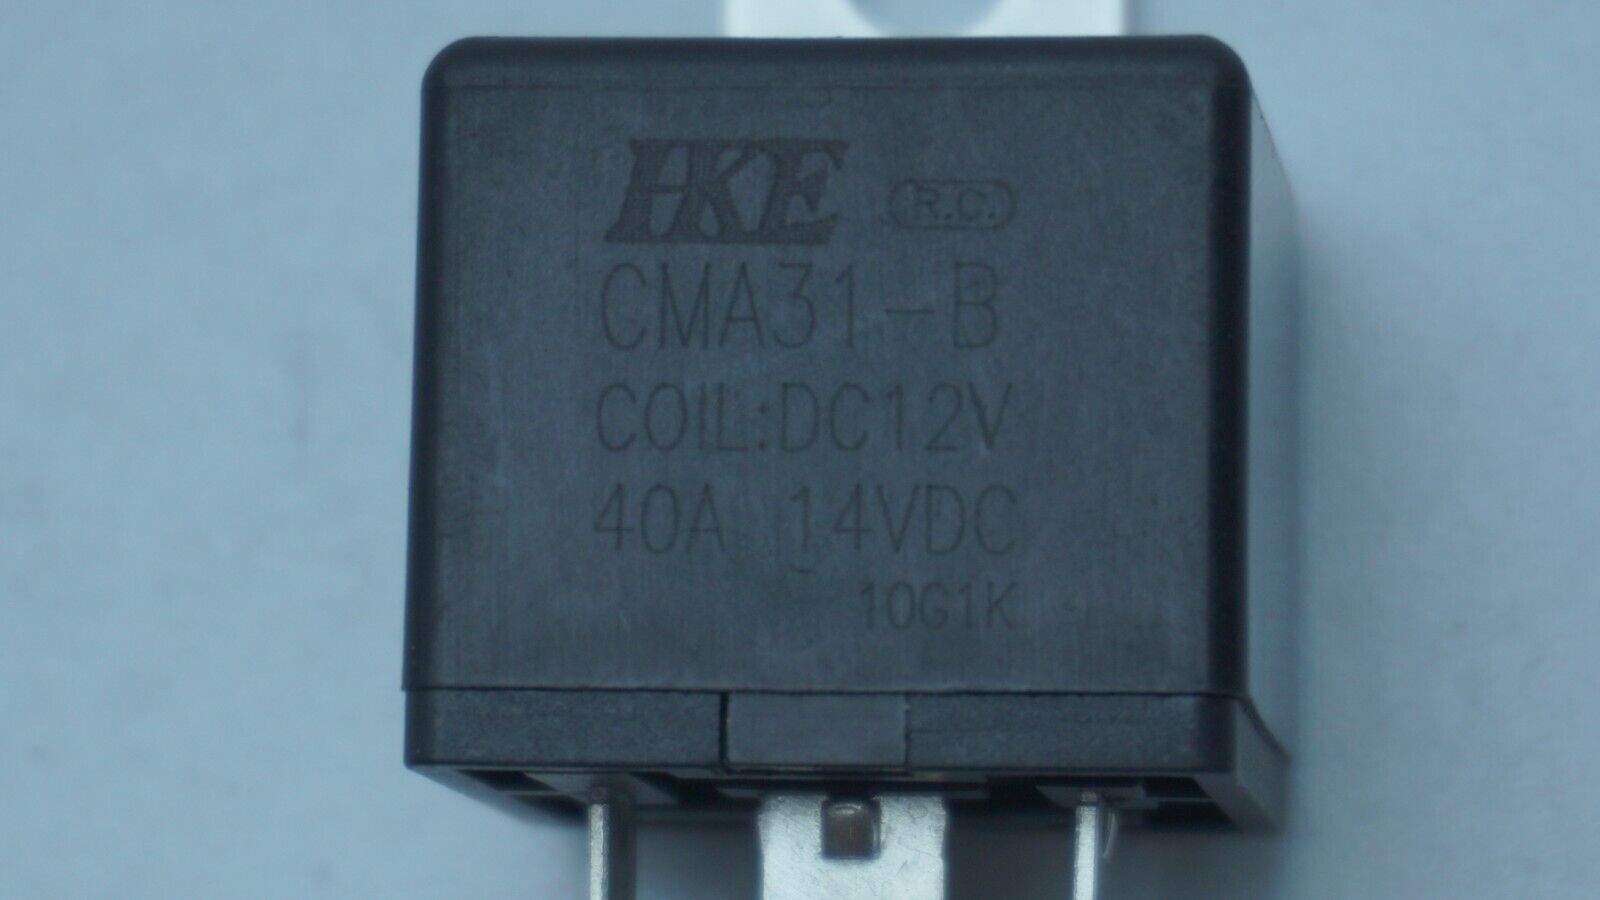 HKE R.C.
CMA31-B
COIL:DC12V
40A 14VDC
10G1K